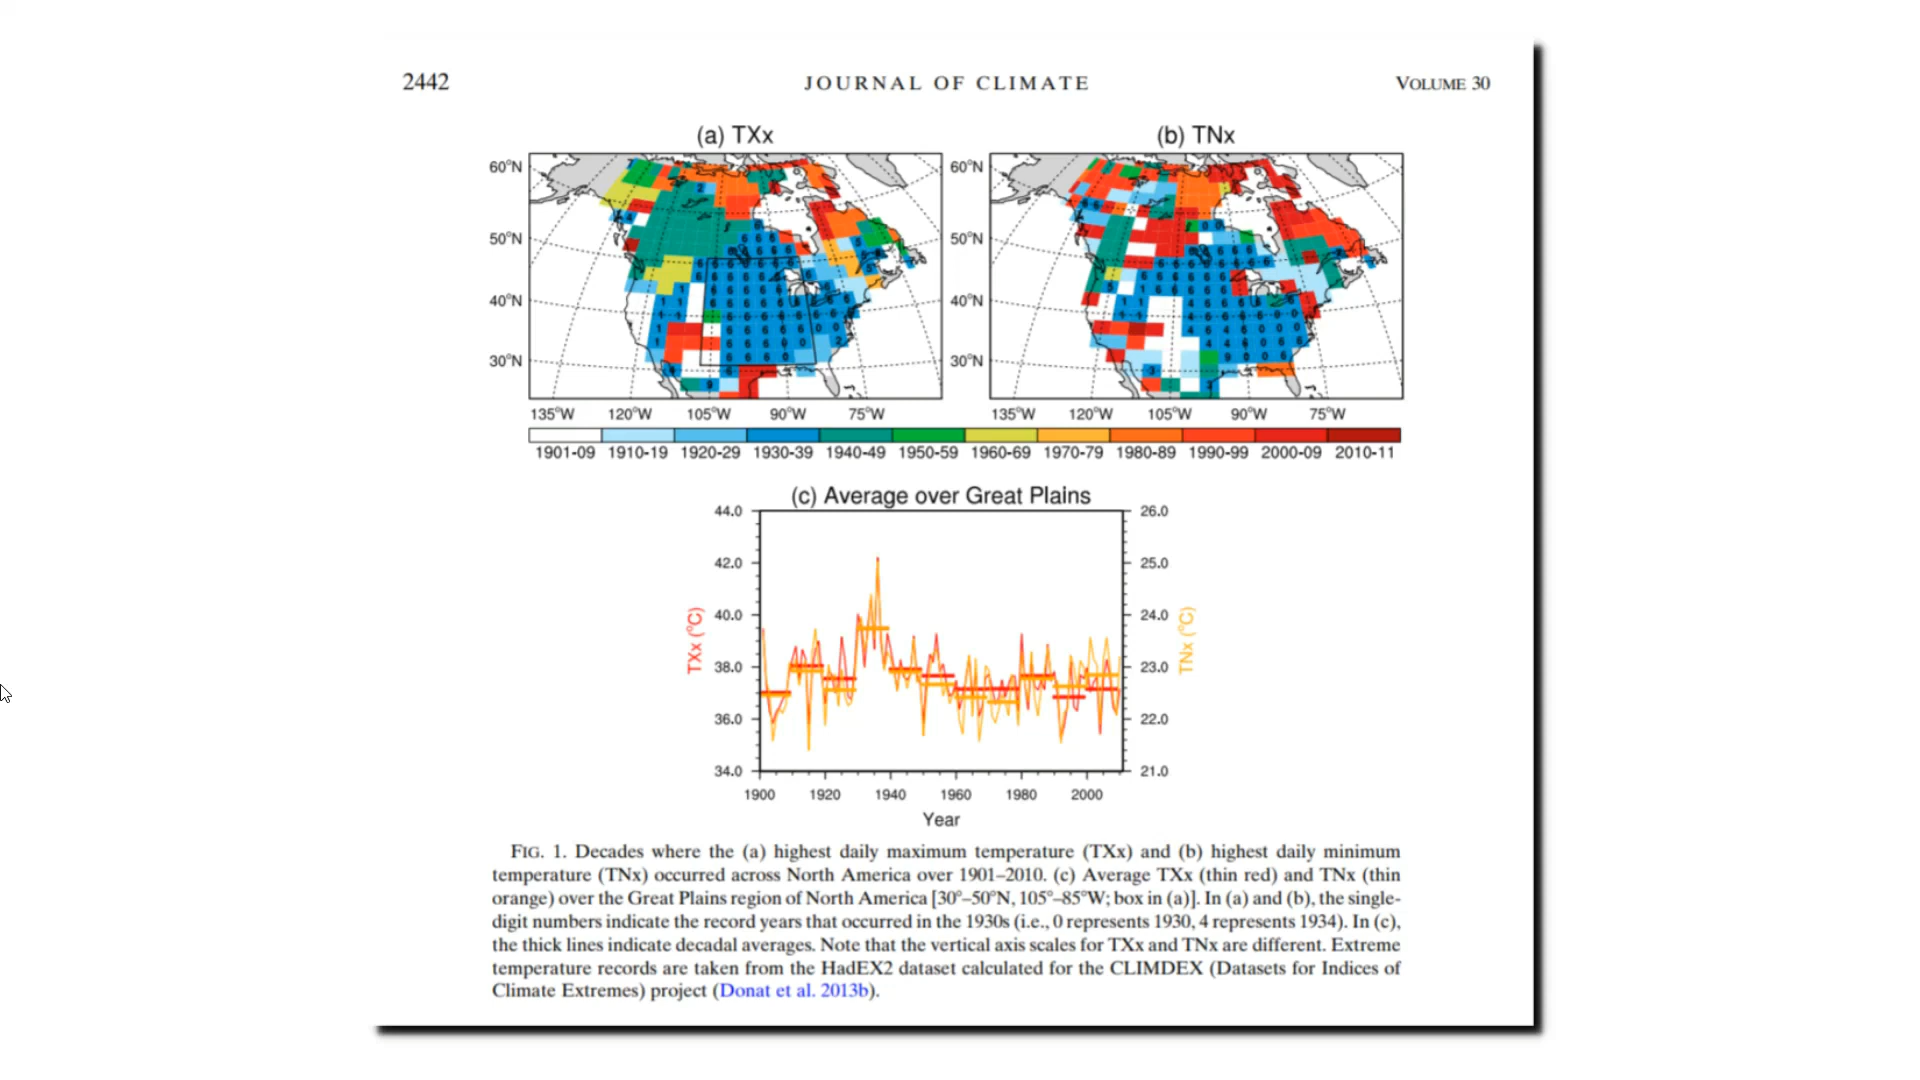 2442 JOURNAL OF CLIMATE VOLUME 30
(a) TXx (b) TNx
60°N 60°N
50°N 50°N
40°N 40°N
30°N 30°N
135°W 120°W 105°W 90°W 75°W 135°W 120°W 105°W 90°W 75°W
1901-09 1910-19 1920-29 1930-39 1940-49 1950-59 1960-69 1970-79 1980-89 1990-99 2000-09 2010-11
(c) Average over Great Plains
44.0 26.0
42.0 25.0
40.0 24.0
TXx (°C) TNx (°C)
38.0 23.0
36.0 22.0
34.0 21.0
1900 1920 1940 1960 1980 2000
Year
FIG. 1. Decades where the (a) highest daily maximum temperature (TXx) and (b) highest daily minimum
temperature (TNx) occurred across North America over 1901–2010. (c) Average TXx (thin red) and TNx (thin
orange) over the Great Plains region of North America [30°–50°N, 105°–85°W; box in (a)]. In (a) and (b), the single-
digit numbers indicate the record years that occurred in the 1930s (i.e., 0 represents 1930, 4 represents 1934). In (c),
the thick lines indicate decadal averages. Note that the vertical axis scales for TXx and TNx are different. Extreme
temperature records are taken from the HadEX2 dataset calculated for the CLIMDEX (Datasets for Indices of
Climate Extremes) project (Donat et al. 2013b).